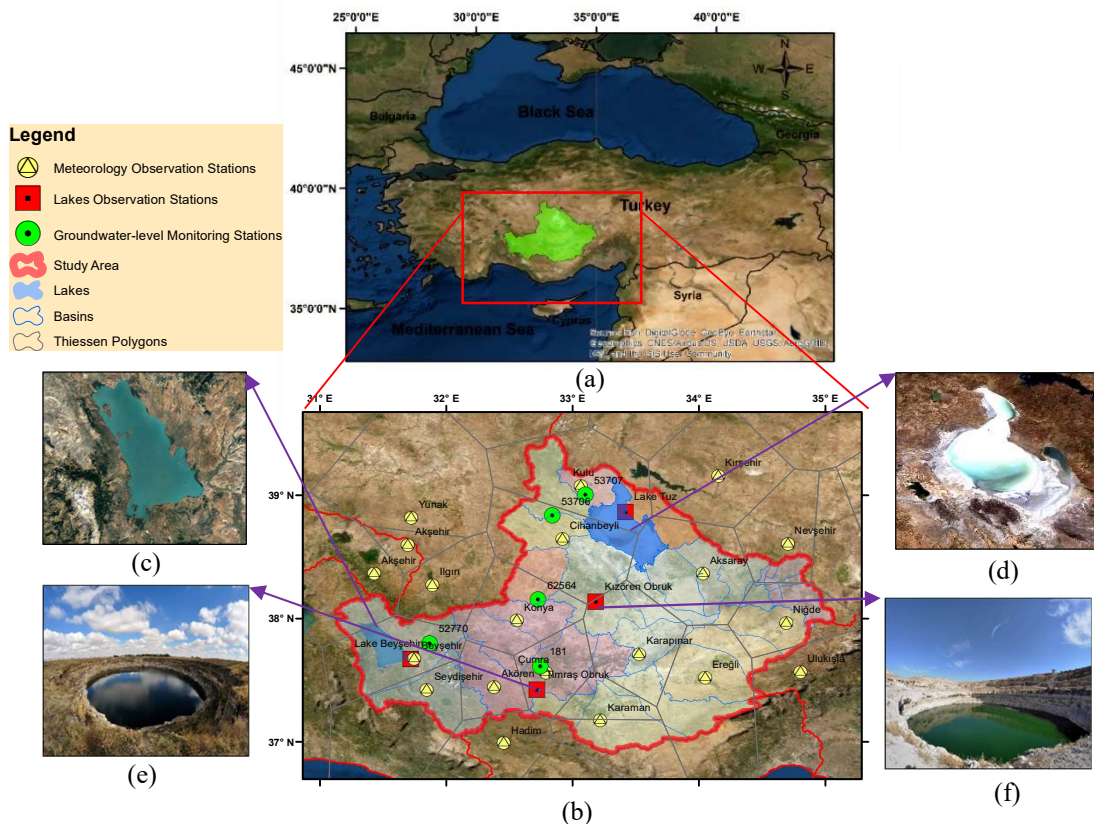 25°0'0"E
30°0'0"E
35°0'0"E
40°0'0"E
45°0'0"N
40°0'0"N
35°0'0"N
N
W
E
S
Black Sea
Bulgaria
Georgia
Turkey
Syria
Cyprus
Mediterranean Sea
(a)
Legend
Meteorology Observation Stations
Lakes Observation Stations
Groundwater-level Monitoring Stations
Study Area
Lakes
Basins
Thiessen Polygons
31° E
32° E
33° E
34° E
35° E
39° N
38° N
37° N
Kulu
53707
Kırşehir
53706
Lake Tuz
Yunak
Cihanbeyli
Akşehir
Nevşehir
Akşehir
Ilgın
Aksaray
62564
Kızören Obruk
Konya
Niğde
52770
Lake Beyşehir
Beyşehir
181
Karapınar
Çumra
Ulukışla
Seydişehir
Akören
Ereğli
Karaman
Hadim
(b)
(c)
(d)
(e)
(f)